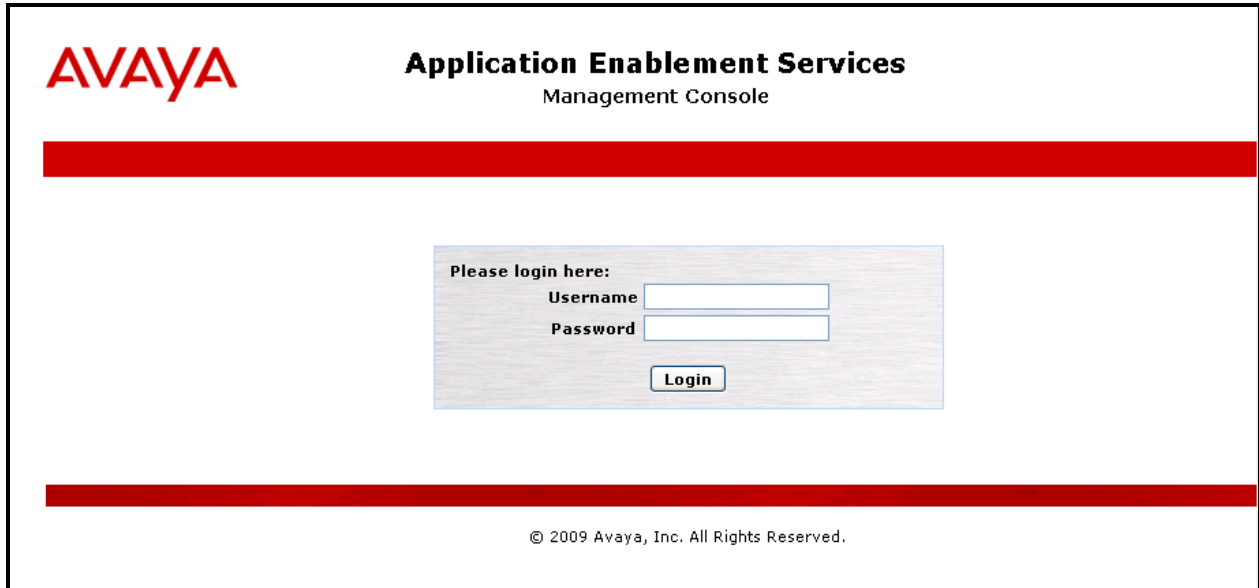 AVAYA
Application Enablement Services
Management Console
Please login here:
Username
Password
Login
© 2009 Avaya, Inc. All Rights Reserved.